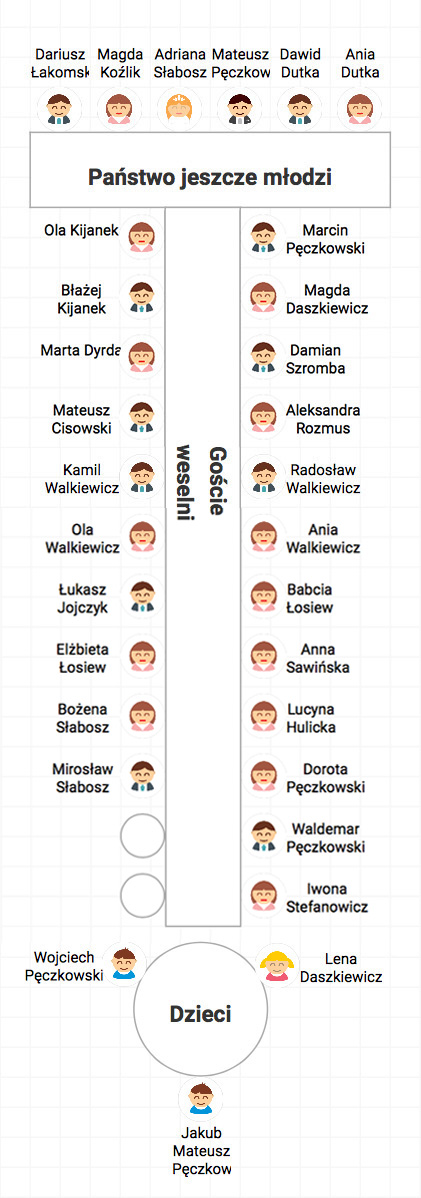 Dariusz
Łakomsk
Magda
Koźlik
Adriana
Słabosz
Mateusz
Pęczkow
Dawid
Dutka
Ania
Dutka
Państwo jeszcze młodzi
Ola Kijanek
Marcin
Pęczkowski
Błażej
Kijanek
Magda
Daszkiewicz
Marta Dyrda
Damian
Szromba
Mateusz
Cisowski
Aleksandra
Rozmus
Goście
weselni
Kamil
Walkiewicz
Radosław
Walkiewicz
Ola
Walkiewicz
Ania
Walkiewicz
Łukasz
Jojczyk
Babcia
Łosiew
Elżbieta
Łosiew
Anna
Sawińska
Bożena
Słabosz
Lucyna
Hulicka
Mirosław
Słabosz
Dorota
Pęczkowski
Waldemar
Pęczkowski
Iwona
Stefanowicz
Wojciech
Pęczkowski
Lena
Daszkiewicz
Dzieci
Jakub
Mateusz
Pęczkow